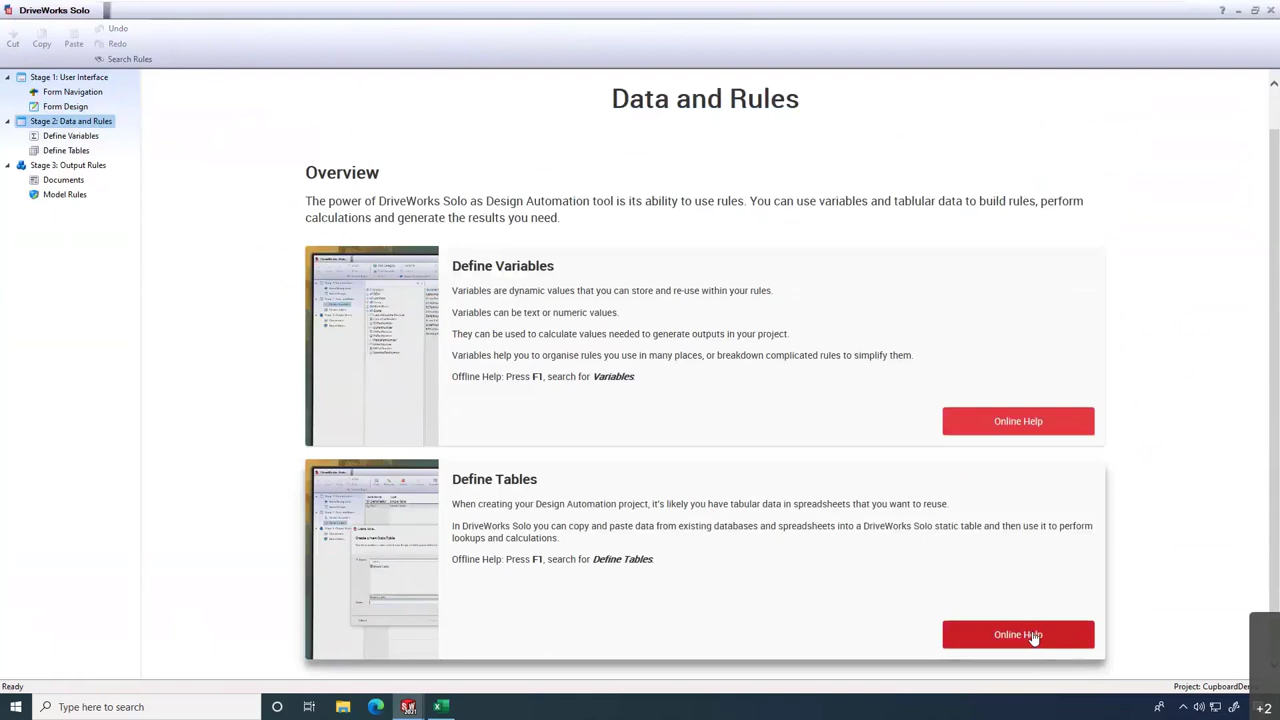 DriveWorks Solo
Cut
Copy
Paste
Undo
Redo
Search Rules
Stage 1: User Interface
Form Navigation
Form Design
Stage 2: Data and Rules
Define Variables
Define Tables
Stage 3: Output Rules
Documents
Model Rules
Data and Rules
Overview
The power of DriveWorks Solo as Design Automation tool is its ability to use rules. You can use variables and tablular data to build rules, perform
calculations and generate the results you need.
Define Variables
Variables are dynamic values that you can store and re-use within your rules.
Variables can be text or numeric values.
They can be used to calculate values needed to generate outputs in your project.
Variables help you to organise rules you use in many places, or breakdown complicated rules to simplify them.
Offline Help: Press F1, search for Variables.
Online Help
Define Tables
When creating your Design Automation project, it's likely you have tabular data in spreadsheets that you want to reuse.
In DriveWorks Solo you can copy and paste data from existing databases and spreadsheets into a DriveWorks Solo static table and then use it to perform
lookups and calculations.
Offline Help: Press F1, search for Define Tables.
Online Help
Ready
Project: CupboardDem
Type here to search
+2